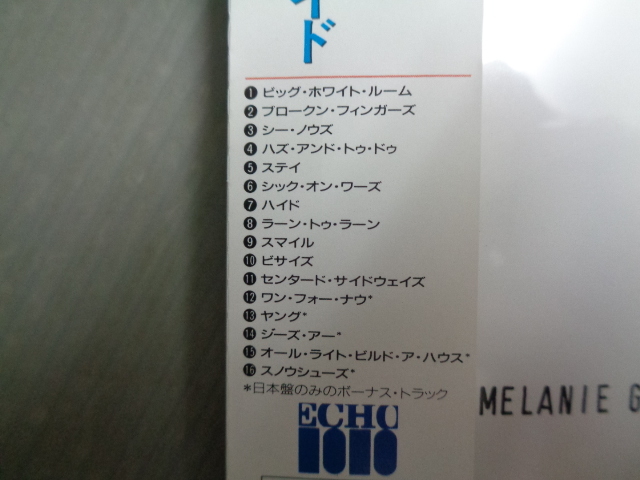 イド
❶ ビッグ・ホワイト・ルーム
❷ ブロークン・フィンガーズ
❸ シー・ノウズ
❹ ハズ・アンド・トゥ・ドゥ
❺ ステイ
❻ シック・オン・ワーズ
❼ ハイド
❽ ラーン・トゥ・ラーン
❾ スマイル
❿ ビサイズ
⓫ センタード・サイドウェイズ
⓬ ワン・フォー・ナウ*
⓭ ヤング*
⓮ ジーズ・アー*
⓯ オール・ライト・ビルド・ア・ハウス*
⓰ スノウシューズ*
*日本盤のみのボーナス・トラック
ECHO
1010
MELANIE G